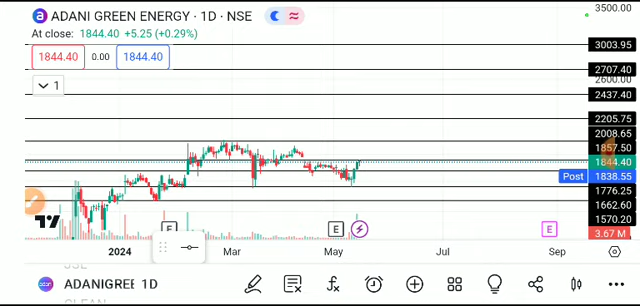 ADANI GREEN ENERGY · 1D · NSE
At close: 1844.40 +5.25 (+0.29%)
1844.40 0.00 1844.40
1
3500.00
3003.95
2707.40
2600.00
2437.40
2205.75
2008.65
1857.50
1844.40
Post 1838.55
1776.25
1662.60
1570.20
3.67 M
E E E
2024 Mar May Jul Sep
ADANIGREE 1D